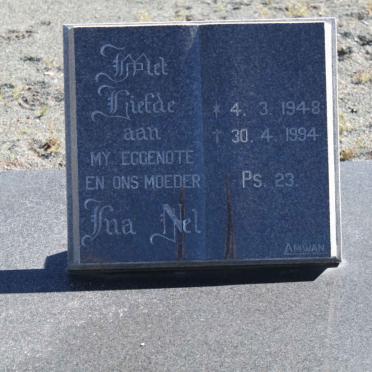 Met
Liefde
aan
MY EGGENOTE
EN ONS MOEDER
Ina Nel
* 4. 3. 1948
† 30. 4. 1994
Ps. 23.
AMWAN